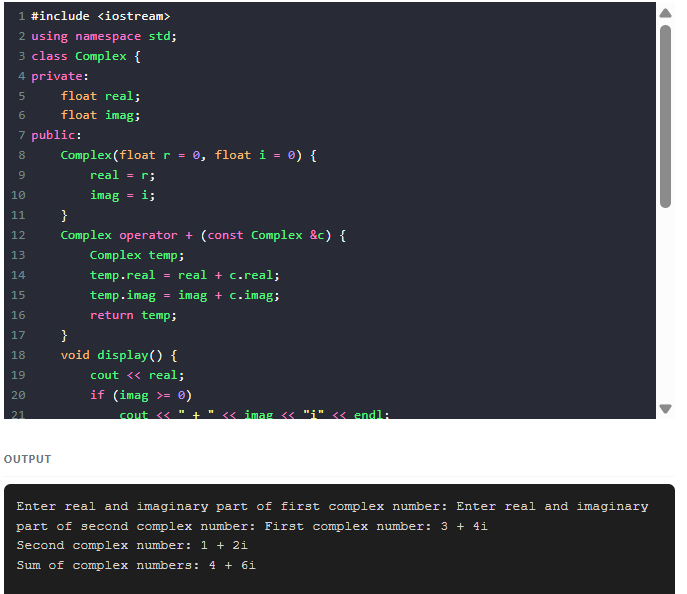 1 #include <iostream>
2 using namespace std;
3 class Complex {
4 private:
5     float real;
6     float imag;
7 public:
8     Complex(float r = 0, float i = 0) {
9         real = r;
10         imag = i;
11     }
12     Complex operator + (const Complex &c) {
13         Complex temp;
14         temp.real = real + c.real;
15         temp.imag = imag + c.imag;
16         return temp;
17     }
18     void display() {
19         cout << real;
20         if (imag >= 0)
21             cout << " + " << imag << "i" << endl;
OUTPUT
Enter real and imaginary part of first complex number: Enter real and imaginary
part of second complex number: First complex number: 3 + 4i
Second complex number: 1 + 2i
Sum of complex numbers: 4 + 6i